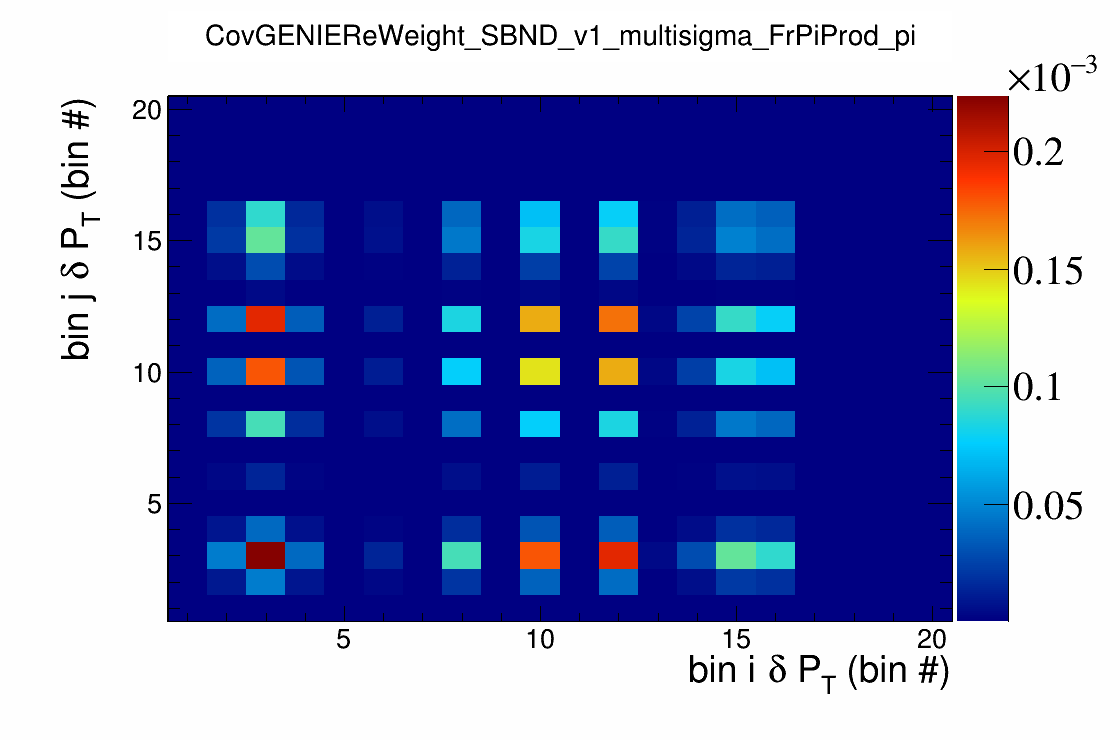 CovGENIEReWeight_SBND_v1_multisigma_FrPiProd_pi
×10⁻³
20
15
10
5
bin j δ P_T (bin #)
0.2
0.15
0.1
0.05
5 10 15 20
bin i δ P_T (bin #)